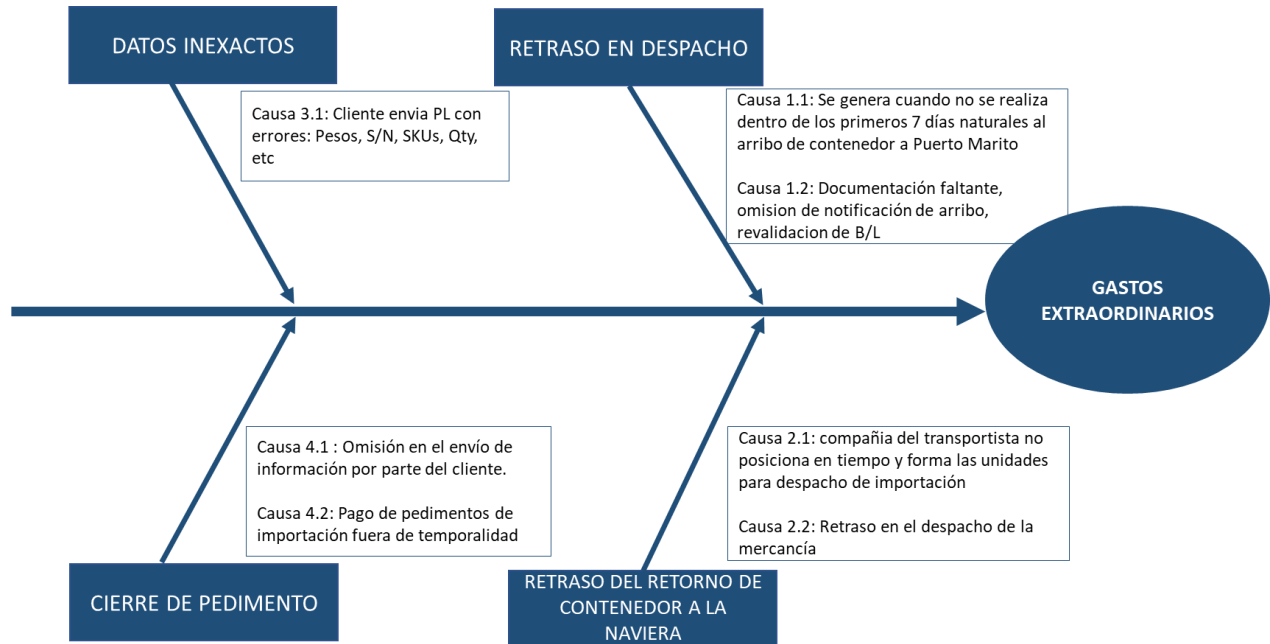 DATOS INEXACTOS
RETRASO EN DESPACHO
Causa 3.1: Cliente envia PL con
errores: Pesos, S/N, SKUs, Qty,
etc
Causa 1.1: Se genera cuando no se realiza
dentro de los primeros 7 días naturales al
arribo de contenedor a Puerto Marito
Causa 1.2: Documentación faltante,
omision de notificación de arribo,
revalidacion de B/L
GASTOS
EXTRAORDINARIOS
Causa 4.1 : Omisión en el envío de
información por parte del cliente.
Causa 4.2: Pago de pedimentos de
importación fuera de temporalidad
Causa 2.1: compañia del transportista no
posiciona en tiempo y forma las unidades
para despacho de importación
Causa 2.2: Retraso en el despacho de la
mercancía
CIERRE DE PEDIMENTO
RETRASO DEL RETORNO DE
CONTENEDOR A LA
NAVIERA